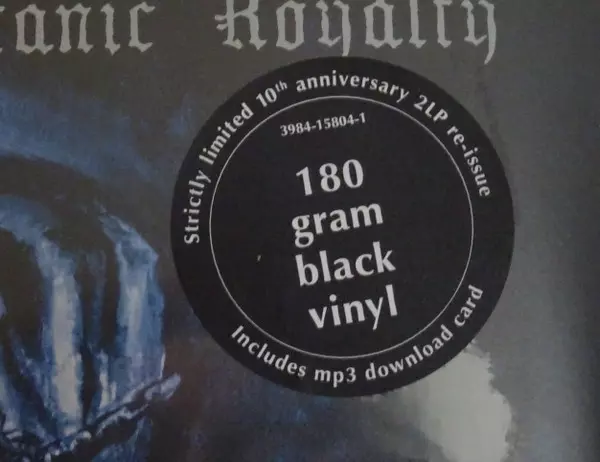 tanic Royalty
Strictly limited 10th anniversary 2LP re-issue
3984-15804-1
180
gram
black
vinyl
Includes mp3 download card